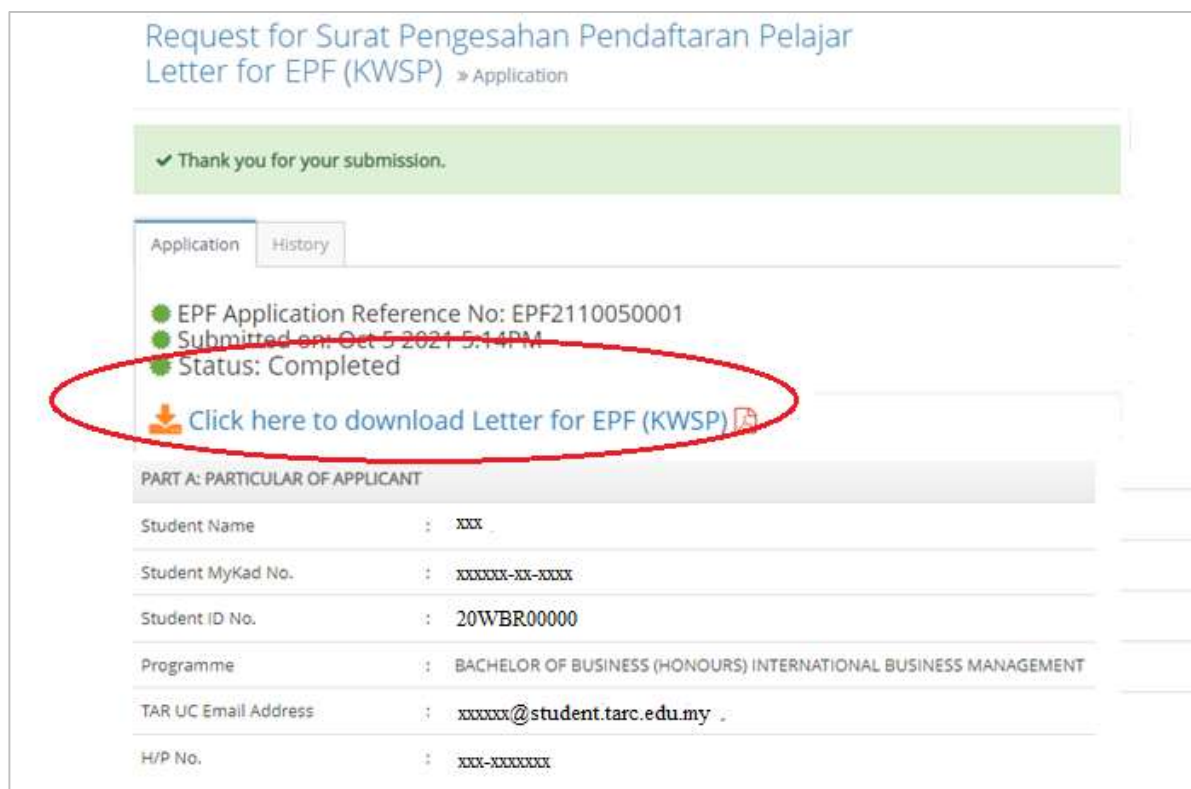 Request for Surat Pengesahan Pendaftaran Pelajar
Letter for EPF (KWSP) » Application
✔ Thank you for your submission.
Application History
EPF Application Reference No: EPF2110050001
Submitted on: Oct 5 2021 5:14PM
Status: Completed
Click here to download Letter for EPF (KWSP)
PART A: PARTICULAR OF APPLICANT
Student Name : xxx
Student MyKad No. : xxxxxx-xx-xxxx
Student ID No. : 20WBR00000
Programme : BACHELOR OF BUSINESS (HONOURS) INTERNATIONAL BUSINESS MANAGEMENT
TAR UC Email Address : xxxxxx@student.tarc.edu.my
H/P No. : xxx-xxxxxxx